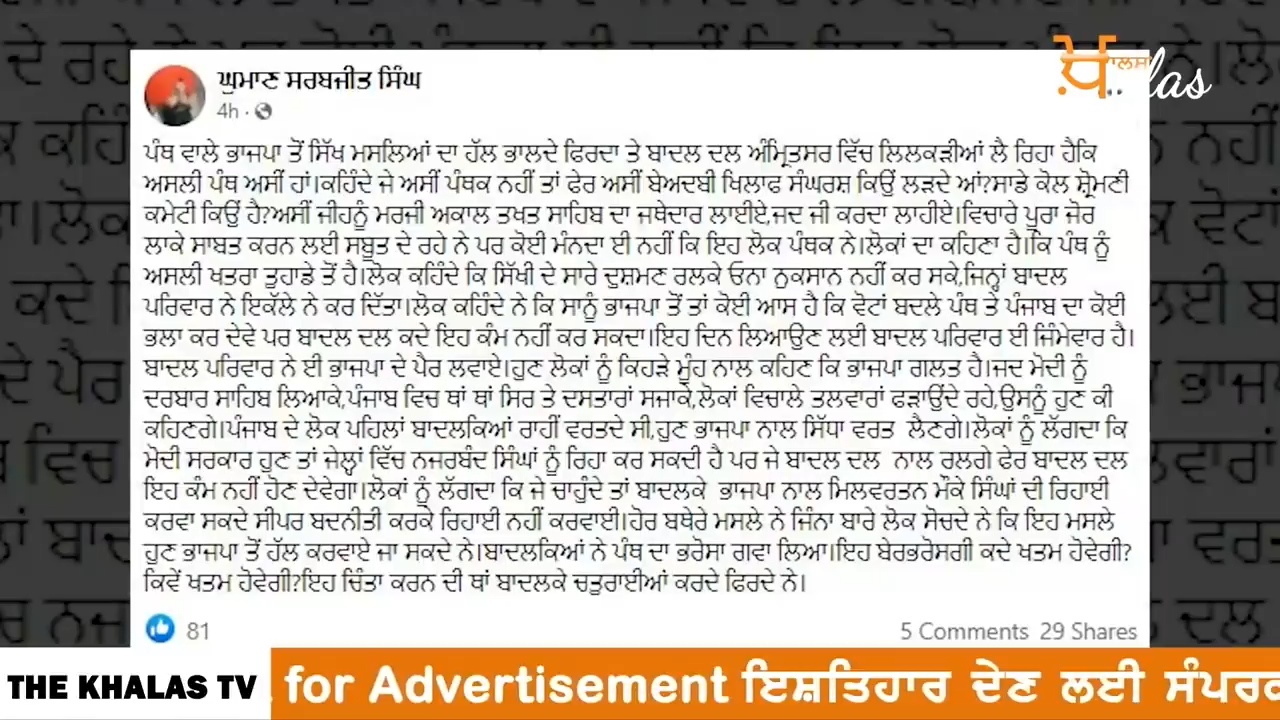 ਘੁਮਾਣ ਸਰਬਜੀਤ ਸਿੰਘ
4h
ਖ਼ਾਲਸ
las
ਪੰਥ ਵਾਲੇ ਭਾਜਪਾ ਤੋਂ ਸਿੱਖ ਮਸਲਿਆਂ ਦਾ ਹੱਲ ਭਾਲਦੇ ਫਿਰਦਾ ਤੇ ਬਾਦਲ ਦਲ ਅੰਮ੍ਰਿਤਸਰ ਵਿੱਚ ਲਿਲਕੜੀਆਂ ਲੈ ਰਿਹਾ ਹੈਕਿ
ਅਸਲੀ ਪੰਥ ਅਸੀਂ ਹਾਂ।ਕਹਿੰਦੇ ਜੇ ਅਸੀਂ ਪੰਥਕ ਨਹੀਂ ਤਾਂ ਫੇਰ ਅਸੀਂ ਬੇਅਦਬੀ ਖਿਲਾਫ ਸੰਘਰਸ਼ ਕਿਉਂ ਲੜਦੇ ਆਂ?ਸਾਡੇ ਕੋਲ ਸ਼੍ਰੋਮਣੀ
ਕਮੇਟੀ ਕਿਉਂ ਹੈ?ਅਸੀਂ ਜੀਹਨੂੰ ਮਰਜੀ ਅਕਾਲ ਤਖਤ ਸਾਹਿਬ ਦਾ ਜਥੇਦਾਰ ਲਾਈਏ,ਜਦ ਜੀ ਕਰਦਾ ਲਾਹੀਏ।ਵਿਚਾਰੇ ਪੂਰਾ ਜੋਰ
ਲਾਕੇ ਸਾਬਤ ਕਰਨ ਲਈ ਸਬੂਤ ਦੇ ਰਹੇ ਨੇ ਪਰ ਕੋਈ ਮੰਨਦਾ ਈ ਨਹੀਂ ਕਿ ਇਹ ਲੋਕ ਪੰਥਕ ਨੇ।ਲੋਕਾਂ ਦਾ ਕਹਿਣਾ ਹੈ।ਕਿ ਪੰਥ ਨੂੰ
ਅਸਲੀ ਖਤਰਾ ਤੁਹਾਡੇ ਤੋਂ ਹੈ।ਲੋਕ ਕਹਿੰਦੇ ਕਿ ਸਿੱਖੀ ਦੇ ਸਾਰੇ ਦੁਸ਼ਮਣ ਰਲਕੇ ਓਨਾ ਨੁਕਸਾਨ ਨਹੀਂ ਕਰ ਸਕੇ,ਜਿਨ੍ਹਾਂ ਬਾਦਲ
ਪਰਿਵਾਰ ਨੇ ਇਕੱਲੇ ਨੇ ਕਰ ਦਿੱਤਾ।ਲੋਕ ਕਹਿੰਦੇ ਨੇ ਕਿ ਸਾਨੂੰ ਭਾਜਪਾ ਤੋਂ ਤਾਂ ਕੋਈ ਆਸ ਹੈ ਕਿ ਵੋਟਾਂ ਬਦਲੇ ਪੰਥ ਤੇ ਪੰਜਾਬ ਦਾ ਕੋਈ
ਭਲਾ ਕਰ ਦੇਵੇ ਪਰ ਬਾਦਲ ਦਲ ਕਦੇ ਇਹ ਕੰਮ ਨਹੀਂ ਕਰ ਸਕਦਾ।ਇਹ ਦਿਨ ਲਿਆਉਣ ਲਈ ਬਾਦਲ ਪਰਿਵਾਰ ਈ ਜਿੰਮੇਵਾਰ ਹੈ।
ਬਾਦਲ ਪਰਿਵਾਰ ਨੇ ਈ ਭਾਜਪਾ ਦੇ ਪੈਰ ਲਵਾਏ।ਹੁਣ ਲੋਕਾਂ ਨੂੰ ਕਿਹੜੇ ਮੂੰਹ ਨਾਲ ਕਹਿਣ ਕਿ ਭਾਜਪਾ ਗਲਤ ਹੈ।ਜਦ ਮੋਦੀ ਨੂੰ
ਦਰਬਾਰ ਸਾਹਿਬ ਲਿਆਕੇ,ਪੰਜਾਬ ਵਿਚ ਥਾਂ ਥਾਂ ਸਿਰ ਤੇ ਦਸਤਾਰਾਂ ਸਜਾਕੇ,ਲੋਕਾਂ ਵਿਚਾਲੇ ਤਲਵਾਰਾਂ ਫੜਾਉਂਦੇ ਰਹੇ,ਉਸਨੂੰ ਹੁਣ ਕੀ
ਕਹਿਣਗੇ।ਪੰਜਾਬ ਦੇ ਲੋਕ ਪਹਿਲਾਂ ਬਾਦਲਕਿਆਂ ਰਾਹੀਂ ਵਰਤਦੇ ਸੀ,ਹੁਣ ਭਾਜਪਾ ਨਾਲ ਸਿੱਧਾ ਵਰਤ ਲੈਣਗੇ।ਲੋਕਾਂ ਨੂੰ ਲੱਗਦਾ ਕਿ
ਮੋਦੀ ਸਰਕਾਰ ਹੁਣ ਤਾਂ ਜੇਲ੍ਹਾਂ ਵਿੱਚ ਨਜਰਬੰਦ ਸਿੰਘਾਂ ਨੂੰ ਰਿਹਾ ਕਰ ਸਕਦੀ ਹੈ ਪਰ ਜੇ ਬਾਦਲ ਦਲ ਨਾਲ ਰਲਗੇ ਫੇਰ ਬਾਦਲ ਦਲ
ਇਹ ਕੰਮ ਨਹੀਂ ਹੋਣ ਦੇਵੇਗਾ।ਲੋਕਾਂ ਨੂੰ ਲੱਗਦਾ ਕਿ ਜੇ ਚਾਹੁੰਦੇ ਤਾਂ ਬਾਦਲਕੇ ਭਾਜਪਾ ਨਾਲ ਮਿਲਵਰਤਨ ਮੌਕੇ ਸਿੰਘਾਂ ਦੀ ਰਿਹਾਈ
ਕਰਵਾ ਸਕਦੇ ਸੀਪਰ ਬਦਨੀਤੀ ਕਰਕੇ ਰਿਹਾਈ ਨਹੀਂ ਕਰਵਾਈ।ਹੋਰ ਬਥੇਰੇ ਮਸਲੇ ਨੇ ਜਿੰਨਾ ਬਾਰੇ ਲੋਕ ਸੋਚਦੇ ਨੇ ਕਿ ਇਹ ਮਸਲੇ
ਹੁਣ ਭਾਜਪਾ ਤੋਂ ਹੱਲ ਕਰਵਾਏ ਜਾ ਸਕਦੇ ਨੇ।ਬਾਦਲਕਿਆਂ ਨੇ ਪੰਥ ਦਾ ਭਰੋਸਾ ਗਵਾ ਲਿਆ।ਇਹ ਬੇਰਭਰੋਸਗੀ ਕਦੇ ਖਤਮ ਹੋਵੇਗੀ?
ਕਿਵੇਂ ਖਤਮ ਹੋਵੇਗੀ?ਇਹ ਚਿੰਤਾ ਕਰਨ ਦੀ ਥਾਂ ਬਾਦਲਕੇ ਚਤੁਰਾਈਆਂ ਕਰਦੇ ਫਿਰਦੇ ਨੇ।
81
5 Comments 29 Shares
THE KHALAS TV
for Advertisement ਇਸ਼ਤਿਹਾਰ ਦੇਣ ਲਈ ਸੰਪਰਕ